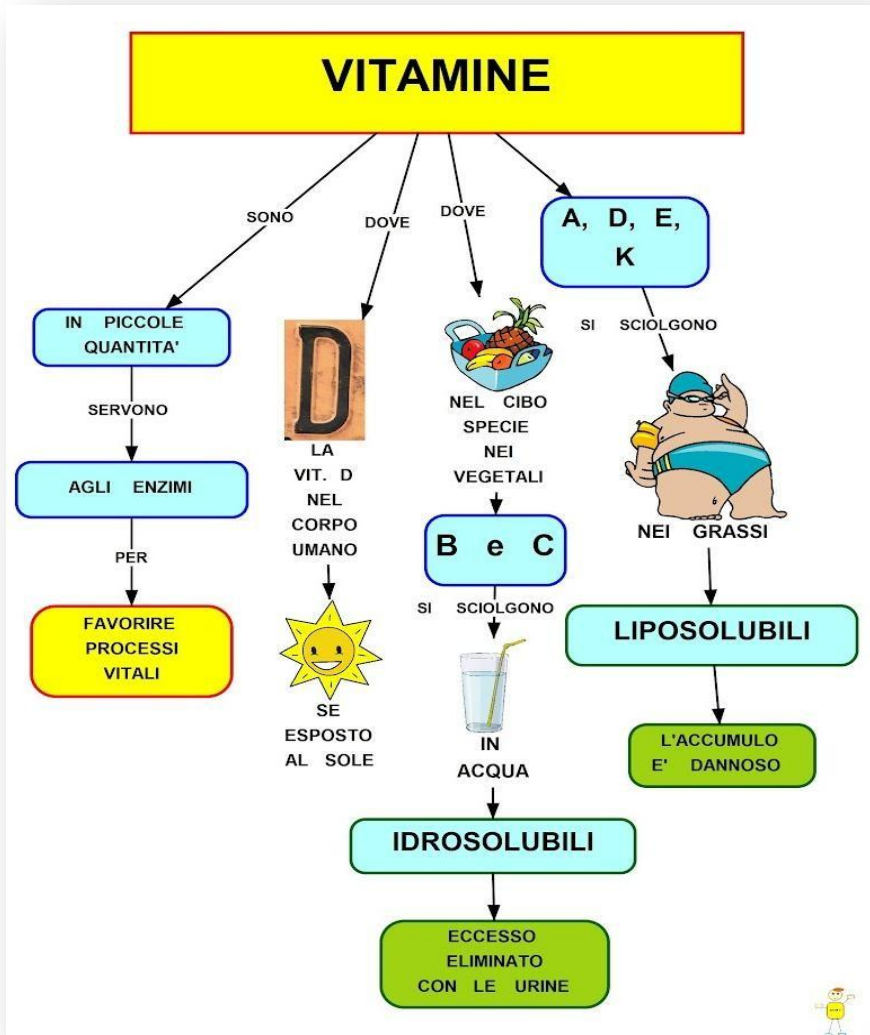 VITAMINE
SONO
DOVE
DOVE
A, D, E,
K
IN PICCOLE
QUANTITA'
SERVONO
AGLI ENZIMI
PER
FAVORIRE
PROCESSI
VITALI
D
LA
VIT. D
NEL
CORPO
UMANO
SE
ESPOSTO
AL SOLE
NEL CIBO
SPECIE
NEI
VEGETALI
B e C
SI SCIOLGONO
IN
ACQUA
IDROSOLUBILI
ECCESSO
ELIMINATO
CON LE URINE
SI SCIOLGONO
NEI GRASSI
LIPOSOLUBILI
L'ACCUMULO
E' DANNOSO